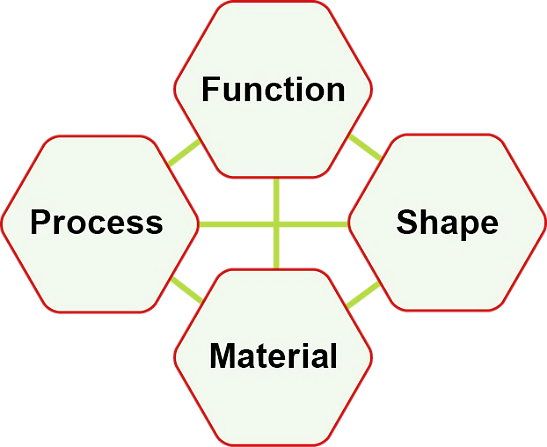 Function
Process
Shape
Material